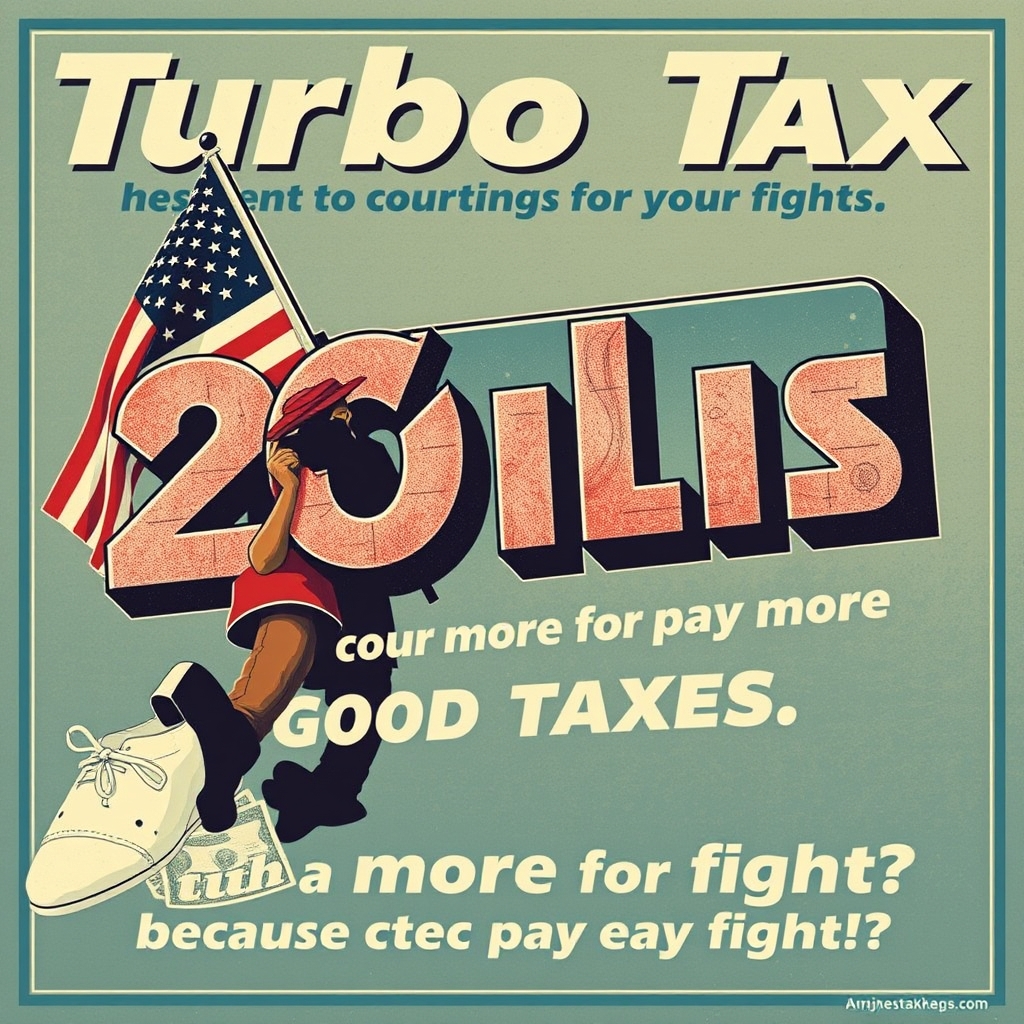 Turbo Tax
to courtings for your fights.
20ILIS
cour more for pay more
GOOD TAXES.
tuh a more for fight?
because ctec pay eay fight!?